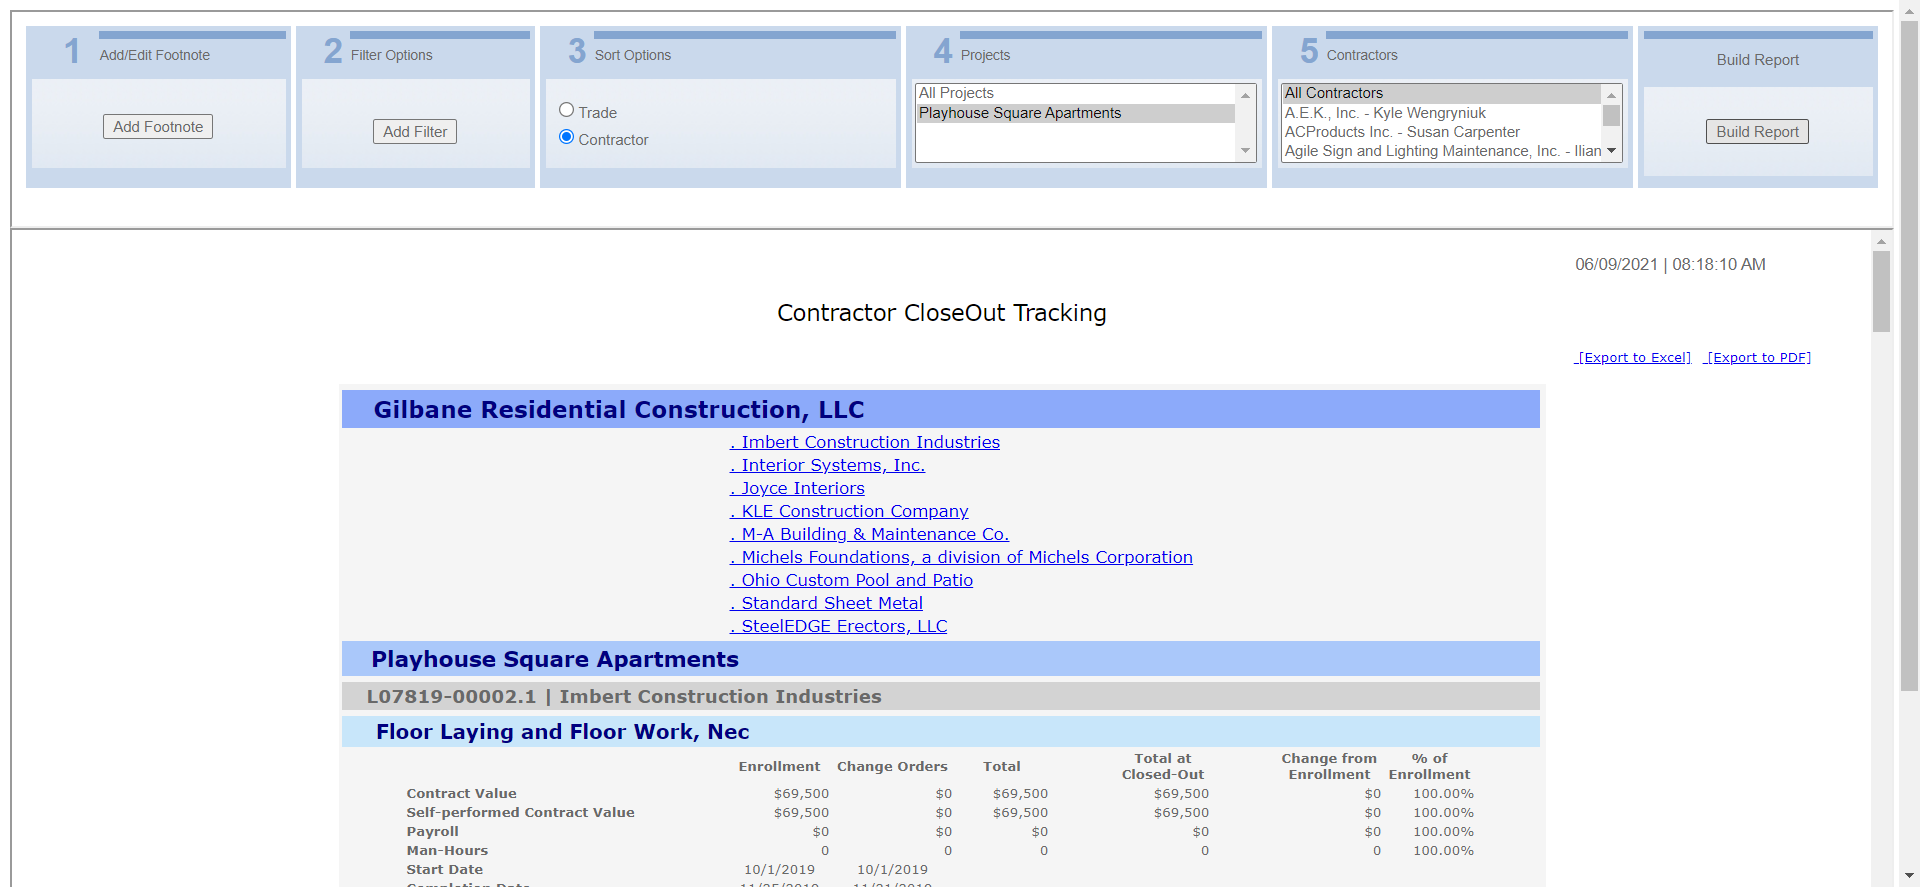 1 Add/Edit Footnote
Add Footnote
2 Filter Options
Add Filter
3 Sort Options
Trade
Contractor
4 Projects
All Projects
Playhouse Square Apartments
5 Contractors
All Contractors
A.E.K., Inc. - Kyle Wengryniuk
ACProducts Inc. - Susan Carpenter
Agile Sign and Lighting Maintenance, Inc. - Ilian
Build Report
Build Report
06/09/2021 | 08:18:10 AM
Contractor CloseOut Tracking
[Export to Excel] [Export to PDF]
Gilbane Residential Construction, LLC
. Imbert Construction Industries
. Interior Systems, Inc.
. Joyce Interiors
. KLE Construction Company
. M-A Building & Maintenance Co.
. Michels Foundations, a division of Michels Corporation
. Ohio Custom Pool and Patio
. Standard Sheet Metal
. SteelEDGE Erectors, LLC
Playhouse Square Apartments
L07819-00002.1 | Imbert Construction Industries
Floor Laying and Floor Work, Nec
Enrollment Change Orders Total Total at Closed-Out Change from Enrollment % of Enrollment
Contract Value $69,500 $0 $69,500 $69,500 $0 100.00%
Self-performed Contract Value $69,500 $0 $69,500 $69,500 $0 100.00%
Payroll $0 $0 $0 $0 $0 100.00%
Man-Hours 0 0 0 0 0 100.00%
Start Date 10/1/2019 10/1/2019
Completion Date